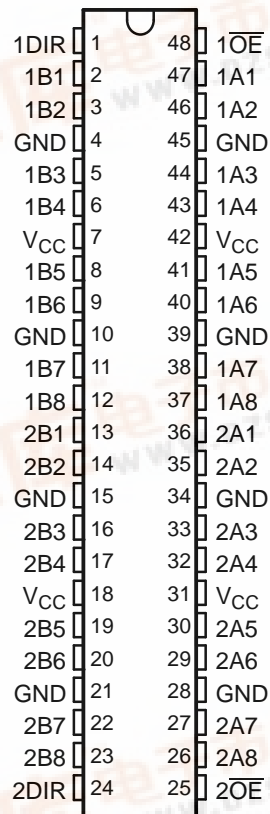 1DIR 1 48 1O̅E̅
1B1 2 47 1A1
1B2 3 46 1A2
GND 4 45 GND
1B3 5 44 1A3
1B4 6 43 1A4
VCC 7 42 VCC
1B5 8 41 1A5
1B6 9 40 1A6
GND 10 39 GND
1B7 11 38 1A7
1B8 12 37 1A8
2B1 13 36 2A1
2B2 14 35 2A2
GND 15 34 GND
2B3 16 33 2A3
2B4 17 32 2A4
VCC 18 31 VCC
2B5 19 30 2A5
2B6 20 29 2A6
GND 21 28 GND
2B7 22 27 2A7
2B8 23 26 2A8
2DIR 24 25 2O̅E̅